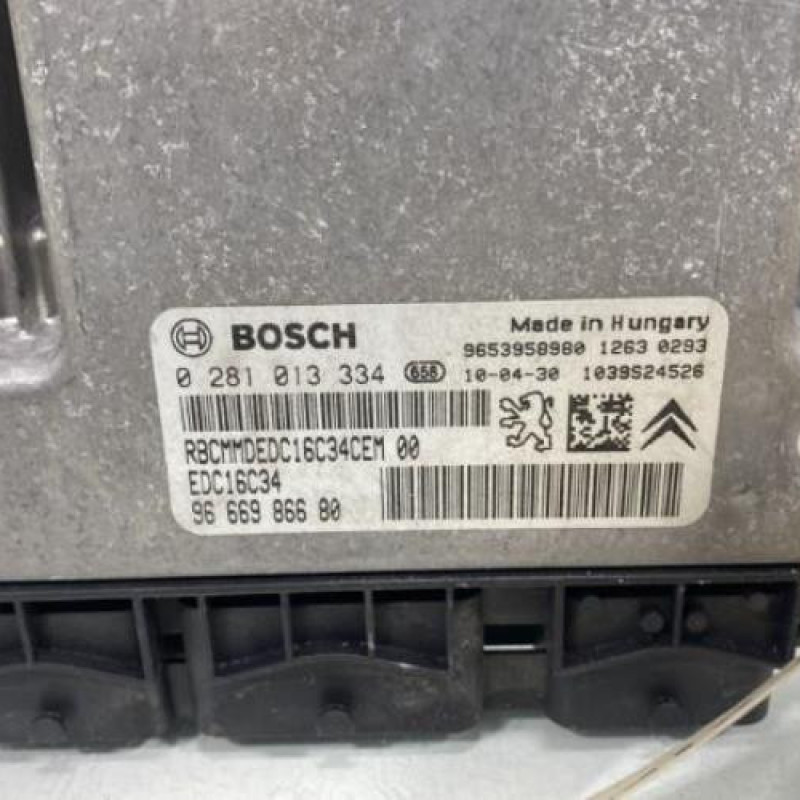 BOSCH
Made in Hungary
9653958980 1263 0293
0 281 013 334 658 10-04-30 1039S24526
RBCMMDEDC16C34CEM 00
EDC16C34
96 669 866 80